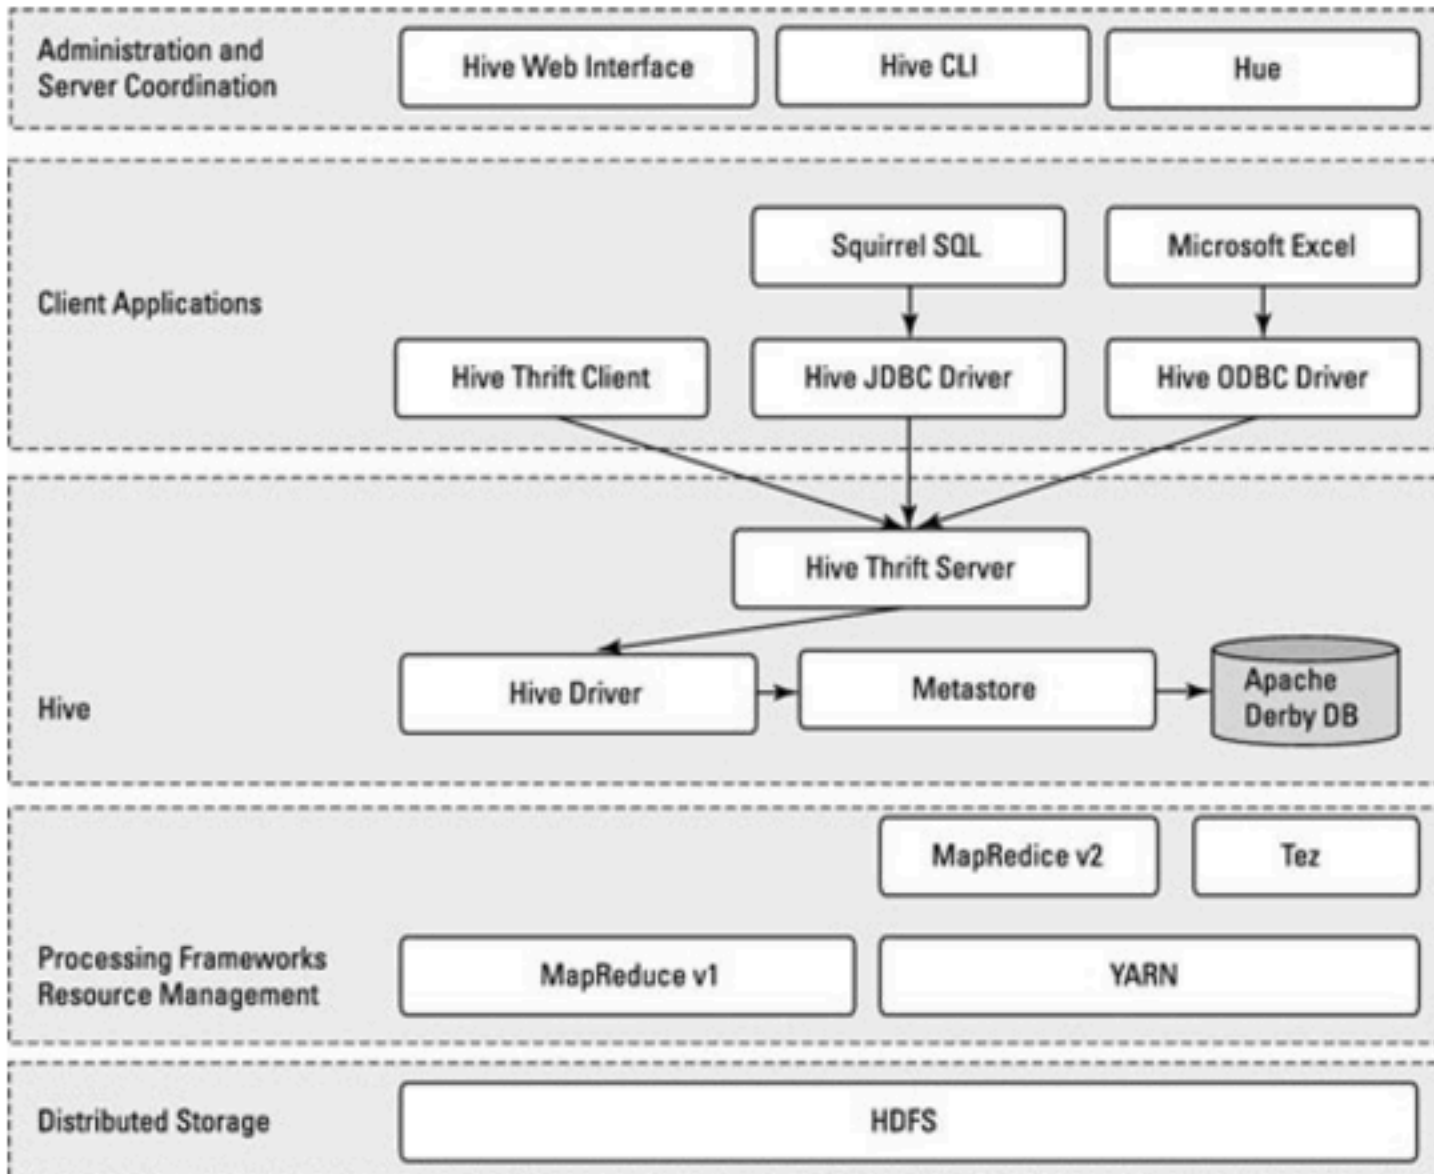 Administration and
Server Coordination
Hive Web Interface
Hive CLI
Hue
Client Applications
Squirrel SQL
Microsoft Excel
Hive Thrift Client
Hive JDBC Driver
Hive ODBC Driver
Hive Thrift Server
Hive
Hive Driver
Metastore
Apache
Derby DB
MapRedice v2
Tez
Processing Frameworks
Resource Management
MapReduce v1
YARN
Distributed Storage
HDFS